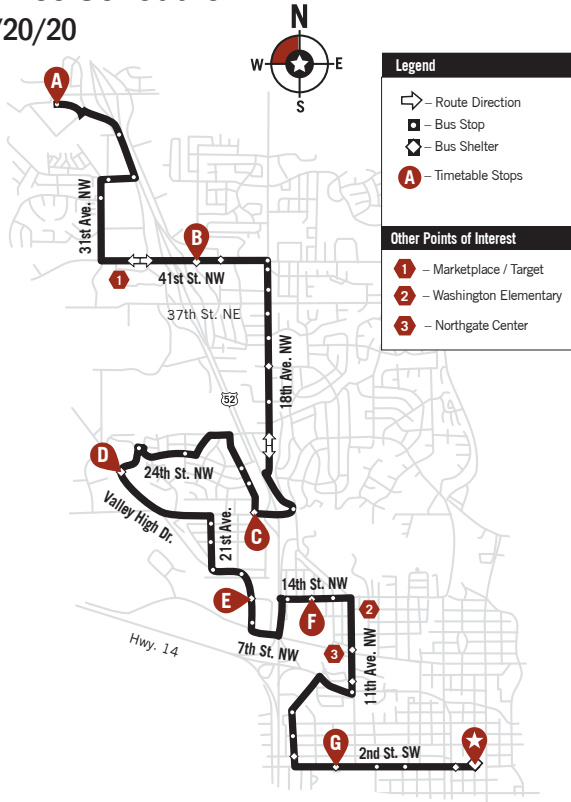 /20/20
N
W
E
S
Legend
– Route Direction
– Bus Stop
– Bus Shelter
A – Timetable Stops
Other Points of Interest
1 – Marketplace / Target
2 – Washington Elementary
3 – Northgate Center
A
31st Ave. NW
B
1
41st St. NW
37th St. NE
18th Ave. NW
52
D
24th St. NW
Valley High Dr.
21st Ave.
C
14th St. NW
E
F
2
7th St. NW
3
11th Ave. NW
Hwy. 14
G
2nd St. SW